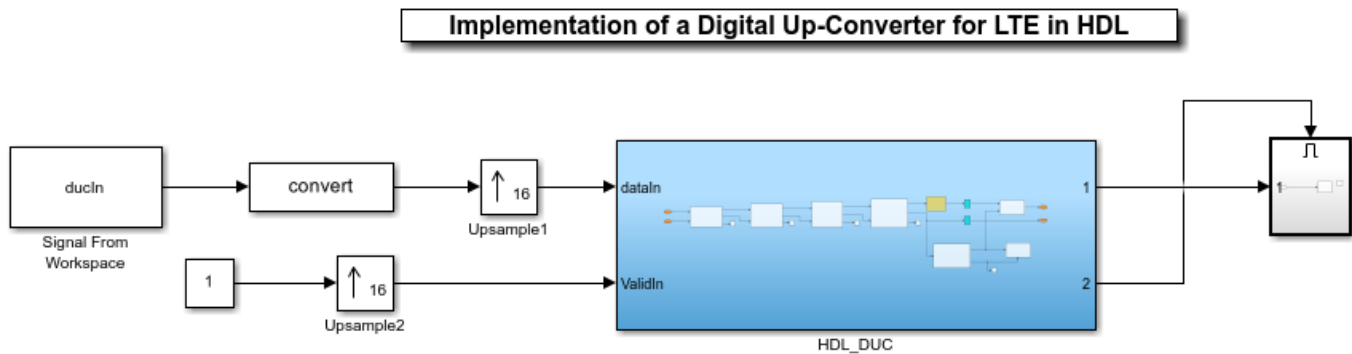 Implementation of a Digital Up-Converter for LTE in HDL
ducIn
Signal From
Workspace
convert
16
Upsample1
1
16
Upsample2
dataIn
ValidIn
1
2
HDL_DUC
1